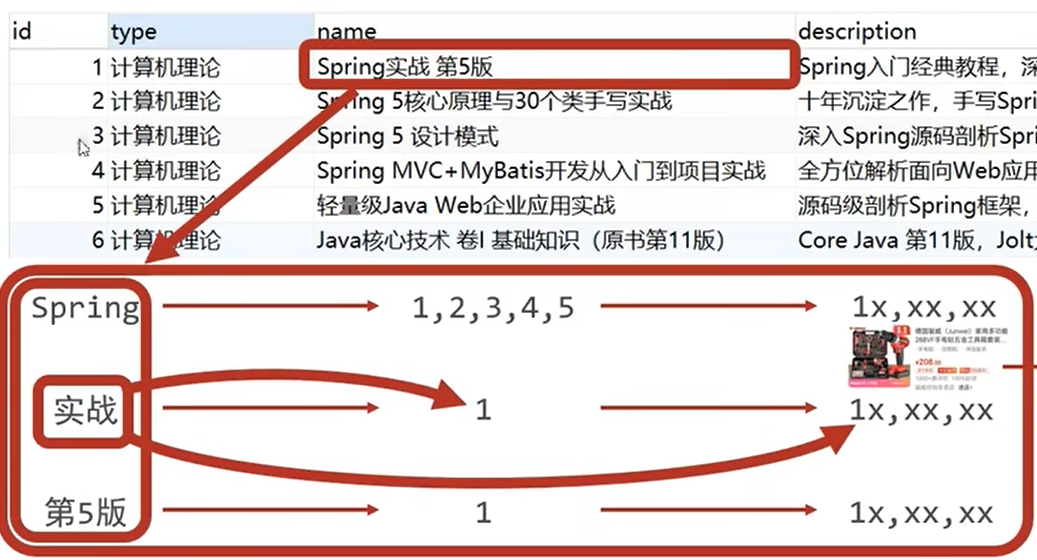 id type name description
1 计算机理论 Spring实战 第5版 Spring入门经典教程，深
2 计算机理论 Spring 5核心原理与30个类手写实战 十年沉淀之作，手写Spri
3 计算机理论 Spring 5 设计模式 深入Spring源码剖析Spri
4 计算机理论 Spring MVC+MyBatis开发从入门到项目实战 全方位解析面向Web应用
5 计算机理论 轻量级Java Web企业应用实战 源码级剖析Spring框架，
6 计算机理论 Java核心技术 卷I 基础知识（原书第11版） Core Java 第11版，Jolt
Spring 1,2,3,4,5 1x,xx,xx
¥208
实战 1 1x,xx,xx
第5版 1 1x,xx,xx